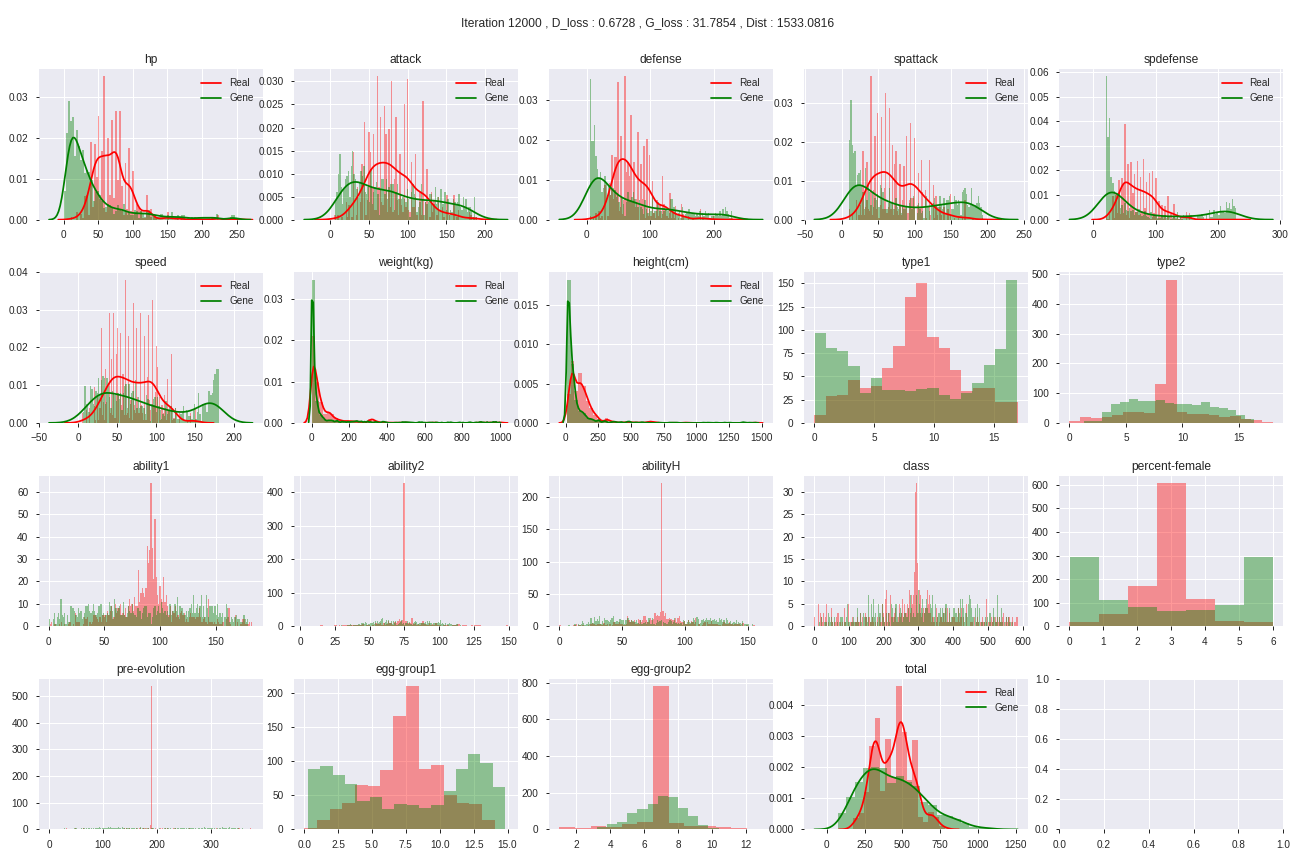 Iteration 12000 , D_loss : 0.6728 , G_loss : 31.7854 , Dist : 1533.0816
hp
attack
defense
spattack
spdefense
Real
Gene
Real
Gene
Real
Gene
Real
Gene
Real
Gene
0.03
0.02
0.01
0.00
0.030
0.025
0.020
0.015
0.010
0.005
0.000
0.03
0.02
0.01
0.00
0.03
0.02
0.01
0.00
0.06
0.05
0.04
0.03
0.02
0.01
0.00
0 50 100 150 200 250
0 50 100 150 200
0 100 200
−50 0 50 100 150 200 250
0 100 200 300
speed
weight(kg)
height(cm)
type1
type2
Real
Gene
Real
Gene
Real
Gene
0.04
0.03
0.02
0.01
0.00
0.03
0.02
0.01
0.00
0.015
0.010
0.005
0.000
150
125
100
75
50
25
0
500
400
300
200
100
0
−50 0 50 100 150 200
0 200 400 600 800 1000
0 250 500 750 1000 1250 1500
0 5 10 15
0 5 10 15
ability1
ability2
abilityH
class
percent-female
60
50
40
30
20
10
0
400
300
200
100
0
200
150
100
50
0
30
25
20
15
10
5
0
600
500
400
300
200
100
0
0 50 100 150
0 25 50 75 100 125 150
0 50 100 150
0 100 200 300 400 500 600
0 1 2 3 4 5 6
pre-evolution
egg-group1
egg-group2
total
Real
Gene
500
400
300
200
100
0
200
150
100
50
0
800
600
400
200
0
0.004
0.003
0.002
0.001
0.000
1.0
0.8
0.6
0.4
0.2
0.0
0 100 200 300
0.0 2.5 5.0 7.5 10.0 12.5 15.0
2 4 6 8 10 12
0 250 500 750 1000 1250
0.0 0.2 0.4 0.6 0.8 1.0